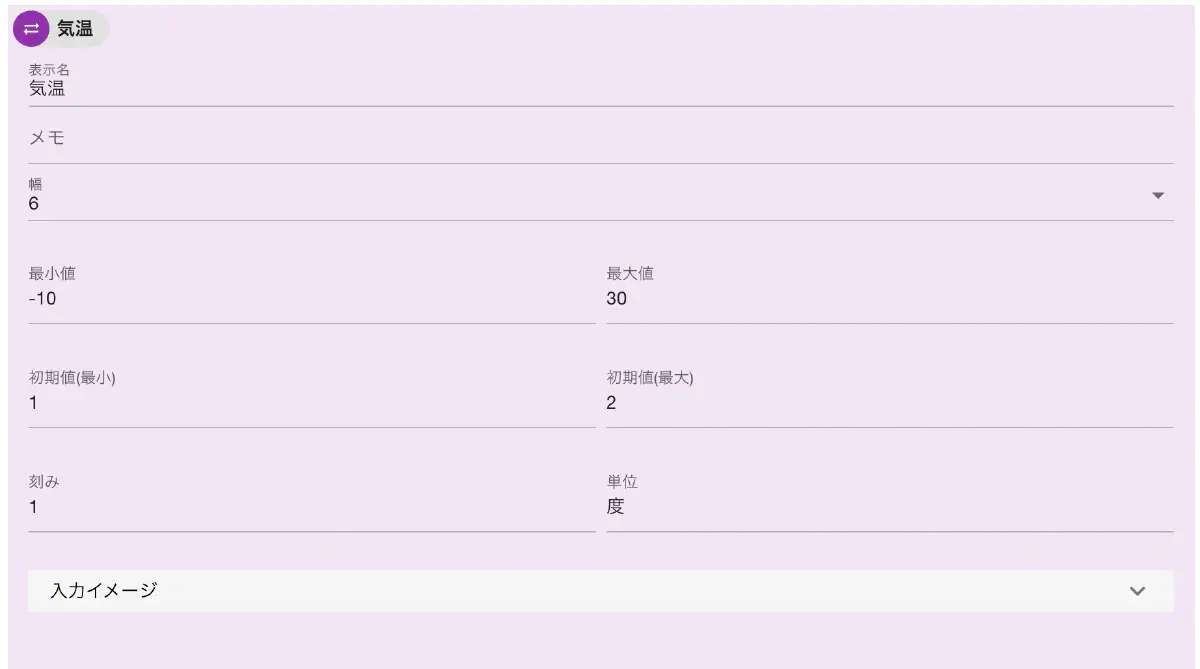 気温
表示名
気温
メモ
幅
6
最小値
最大値
-10
30
初期値(最小)
初期値(最大)
1
2
刻み
単位
1
度
入力イメージ